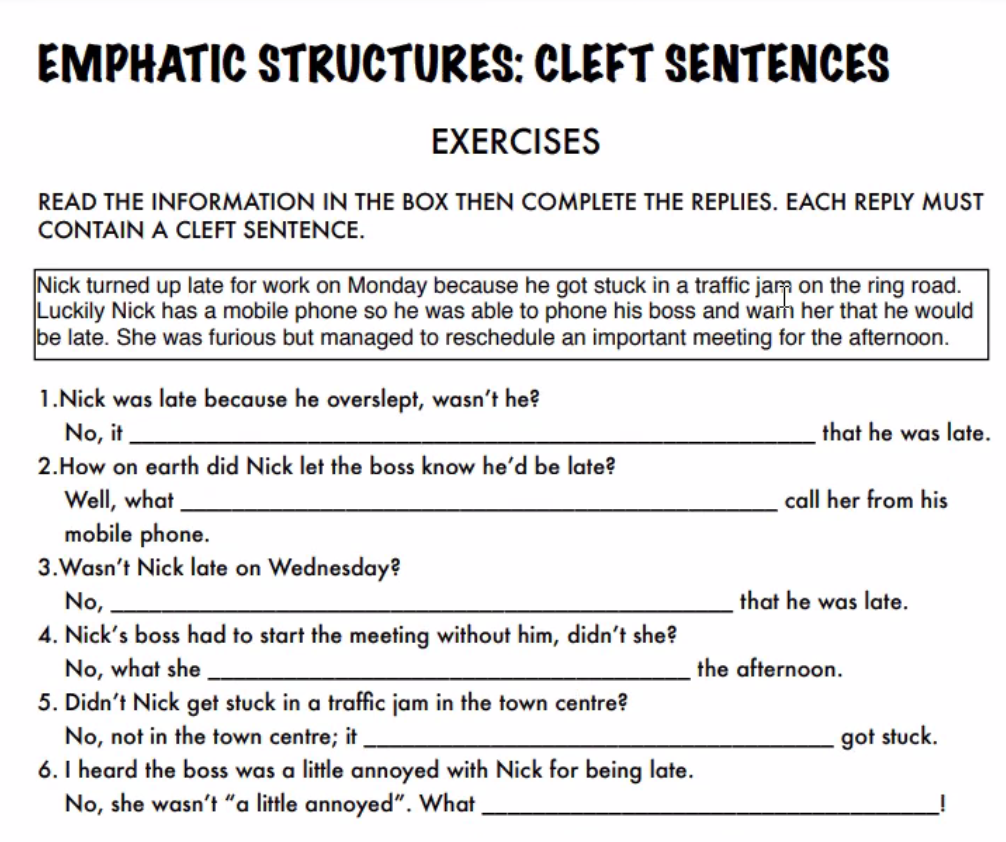 EMPHATIC STRUCTURES: CLEFT SENTENCES
EXERCISES
READ THE INFORMATION IN THE BOX THEN COMPLETE THE REPLIES. EACH REPLY MUST
CONTAIN A CLEFT SENTENCE.
Nick turned up late for work on Monday because he got stuck in a traffic jam on the ring road.
Luckily Nick has a mobile phone so he was able to phone his boss and warn her that he would
be late. She was furious but managed to reschedule an important meeting for the afternoon.
1.Nick was late because he overslept, wasn't he?
No, it ______ that he was late.
2.How on earth did Nick let the boss know he'd be late?
Well, what ______ call her from his
mobile phone.
3.Wasn't Nick late on Wednesday?
No, ______ that he was late.
4. Nick's boss had to start the meeting without him, didn't she?
No, what she ______ the afternoon.
5. Didn't Nick get stuck in a traffic jam in the town centre?
No, not in the town centre; it ______ got stuck.
6. I heard the boss was a little annoyed with Nick for being late.
No, she wasn't "a little annoyed". What ______!